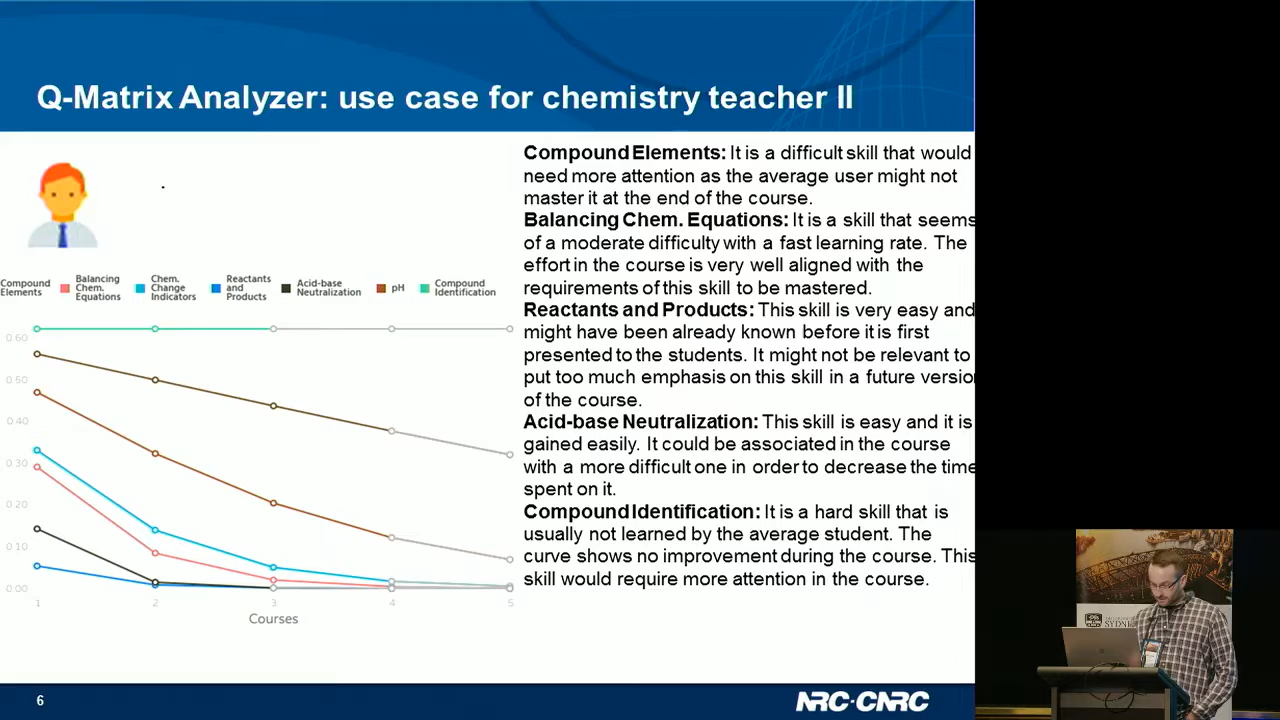 Q-Matrix Analyzer: use case for chemistry teacher II
Compound Elements: It is a difficult skill that would
need more attention as the average user might not
master it at the end of the course.
Balancing Chem. Equations: It is a skill that seems
of a moderate difficulty with a fast learning rate. The
effort in the course is very well aligned with the
requirements of this skill to be mastered.
Reactants and Products: This skill is very easy and
might have been already known before it is first
presented to the students. It might not be relevant to
put too much emphasis on this skill in a future versio
of the course.
Acid-base Neutralization: This skill is easy and it is
gained easily. It could be associated in the course
with a more difficult one in order to decrease the time
spent on it.
Compound Identification: It is a hard skill that is
usually not learned by the average student. The
curve shows no improvement during the course. This
skill would require more attention in the course.
Compound
Elements
Balancing
Chem.
Equations
Chem.
Change
Indicators
Reactants
and
Products
Acid-base
Neutralization
pH
Compound
Identification
0.60
0.50
0.40
0.30
0.20
0.10
0.00
1 2 3 4 5
Courses
6
NRC·CNRC
SYDNEY